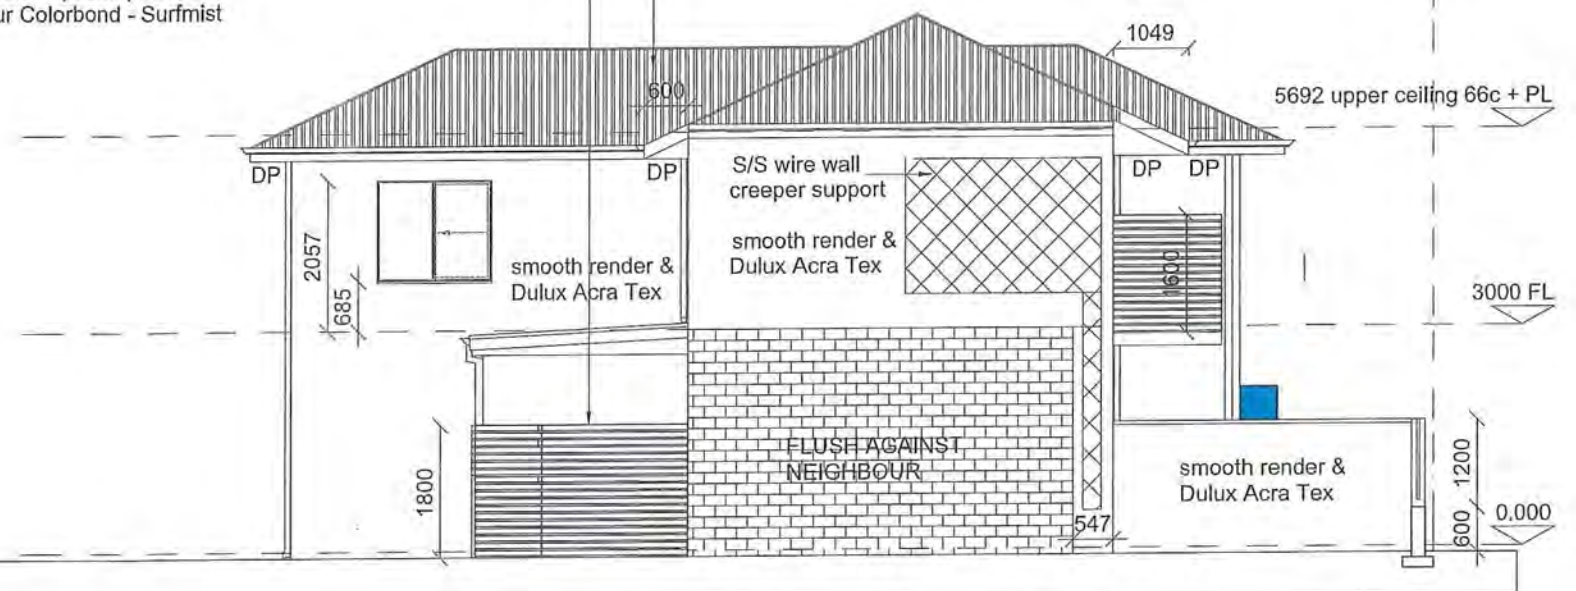 ur Colorbond - Surfmist
1049
600
5692 upper ceiling 66c + PL
DP
DP
S/S wire wall
creeper support
DP
DP
2057
685
smooth render &
Dulux Acra Tex
smooth render &
Dulux Acra Tex
1600
3000 FL
1800
FLUSH AGAINST
NEIGHBOUR
547
smooth render &
Dulux Acra Tex
1200
600
0.000